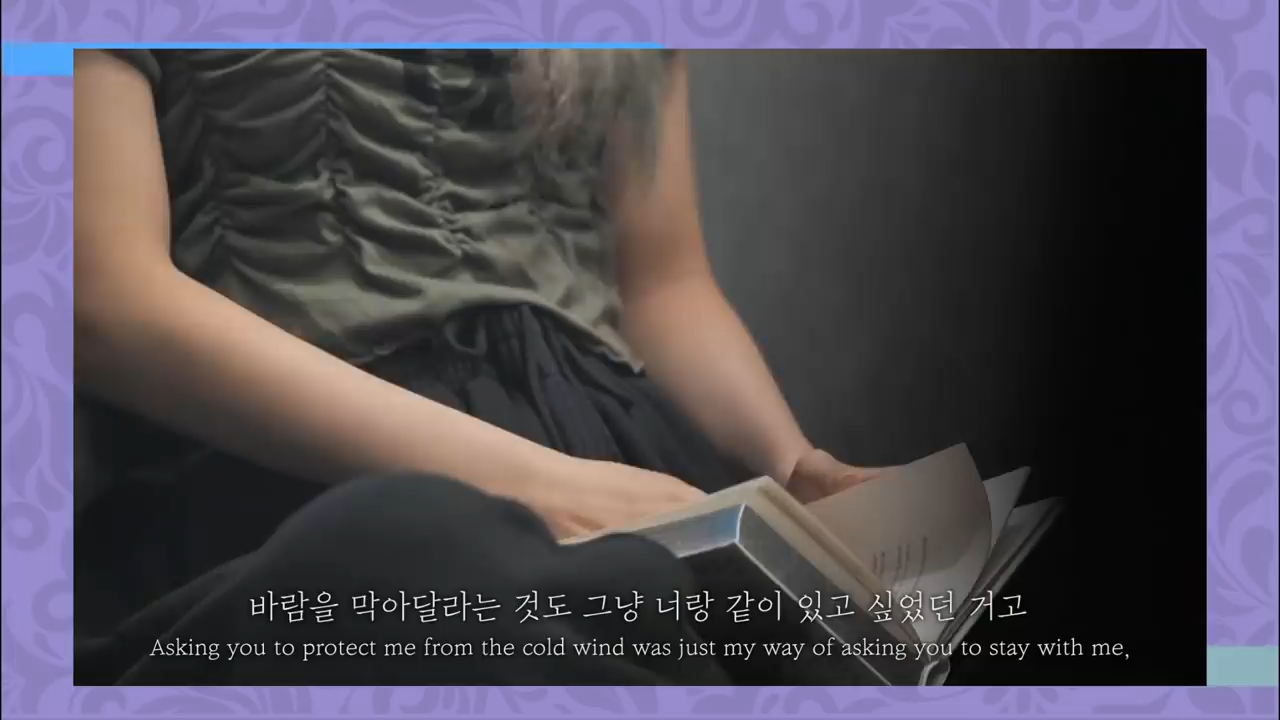 바람을 막아달라는 것도 그냥 너랑 같이 있고 싶었던 거고
Asking you to protect me from the cold wind was just my way of asking you to stay with me,